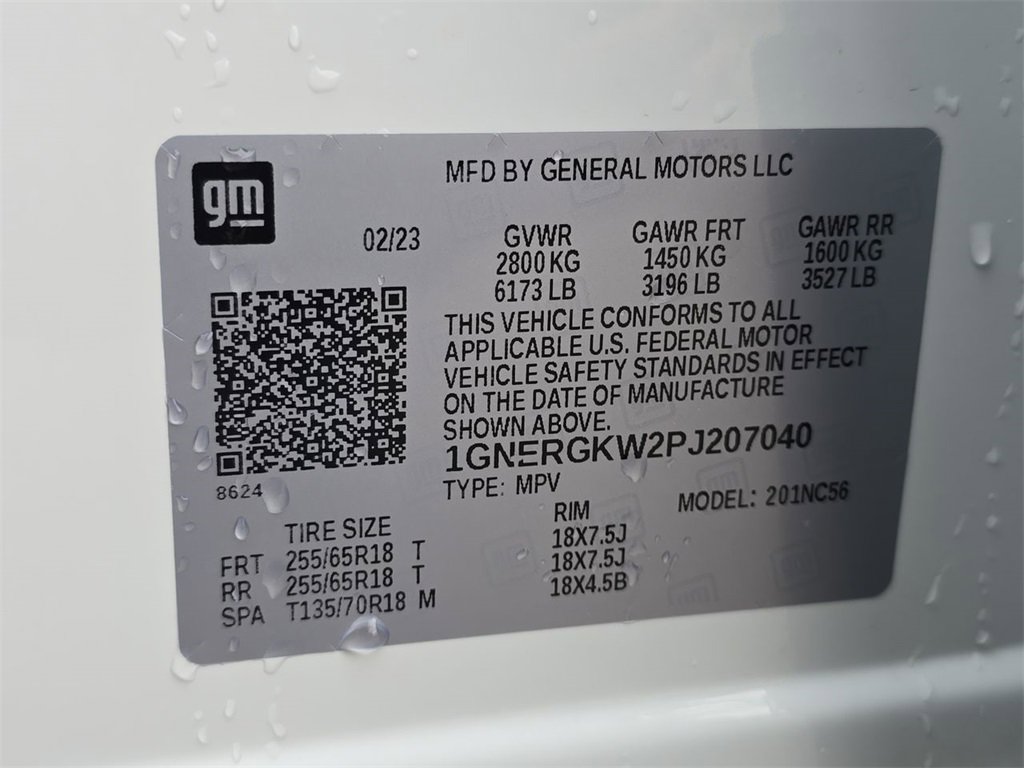 gm
MFD BY GENERAL MOTORS LLC
02/23 GVWR GAWR FRT GAWR RR
2800 KG 1450 KG 1600 KG
6173 LB 3196 LB 3527 LB
THIS VEHICLE CONFORMS TO ALL
APPLICABLE U.S. FEDERAL MOTOR
VEHICLE SAFETY STANDARDS IN EFFECT
ON THE DATE OF MANUFACTURE
SHOWN ABOVE.
1GNERGKW2PJ207040
8624
TYPE: MPV MODEL: 201NC56
TIRE SIZE RIM
FRT 255/65R18 T 18X7.5J
RR 255/65R18 T 18X7.5J
SPA T135/70R18 M 18X4.5B